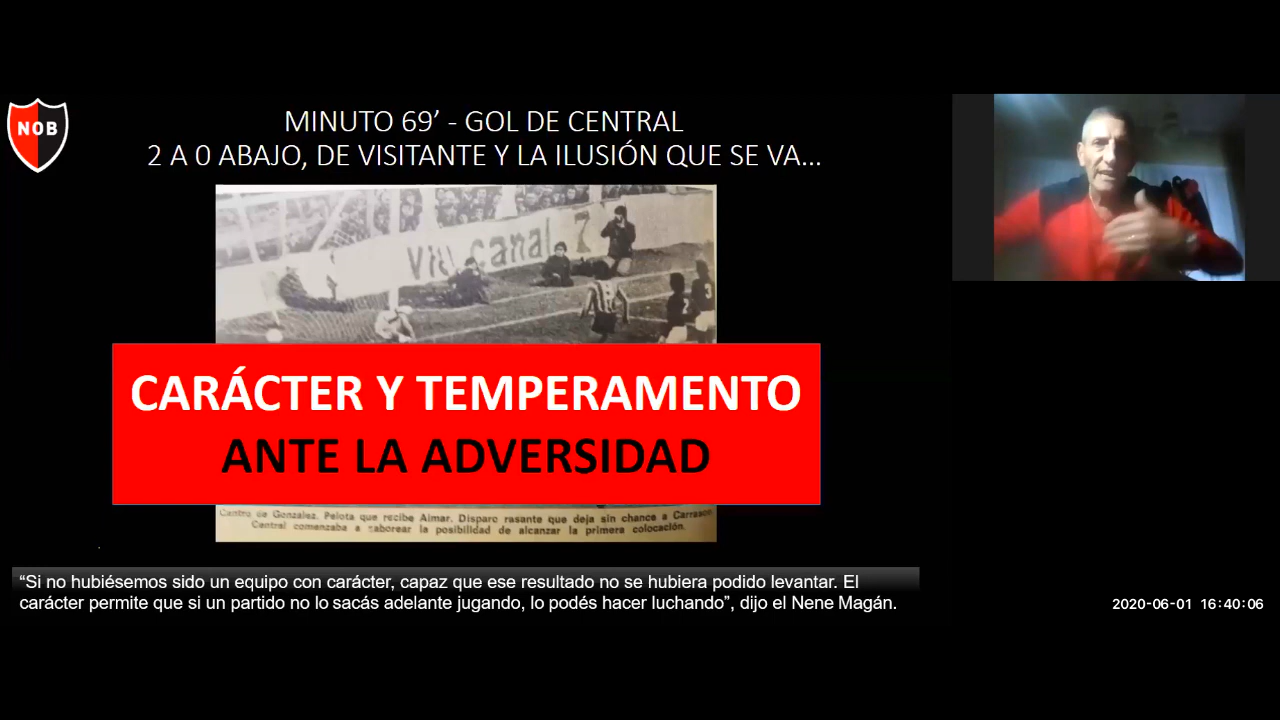 NOB
MINUTO 69’ - GOL DE CENTRAL
2 A 0 ABAJO, DE VISITANTE Y LA ILUSIÓN QUE SE VA...
Viu canal 7
2
3
CARÁCTER Y TEMPERAMENTO
ANTE LA ADVERSIDAD
Centro de González. Pelota que recibe Aimar. Disparo rasante que deja sin chance a Carrasco.
Central comenzaba a saborear la posibilidad de alcanzar la primera colocación.
“Si no hubiésemos sido un equipo con carácter, capaz que ese resultado no se hubiera podido levantar. El
carácter permite que si un partido no lo sacás adelante jugando, lo podés hacer luchando”, dijo el Nene Magán.
2020-06-01 16:40:06